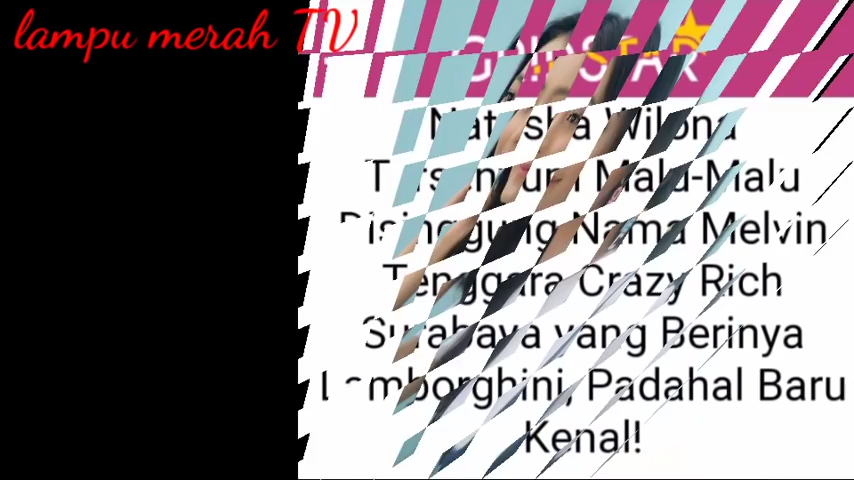 lampu merah TV
GRIDSTAR
Natasha Wilona
Tersenyum Malu-Malu
Disinggung Nama Melvin
Tenggara Crazy Rich
Surabaya yang Berinya
Lamborghini, Padahal Baru
Kenal!